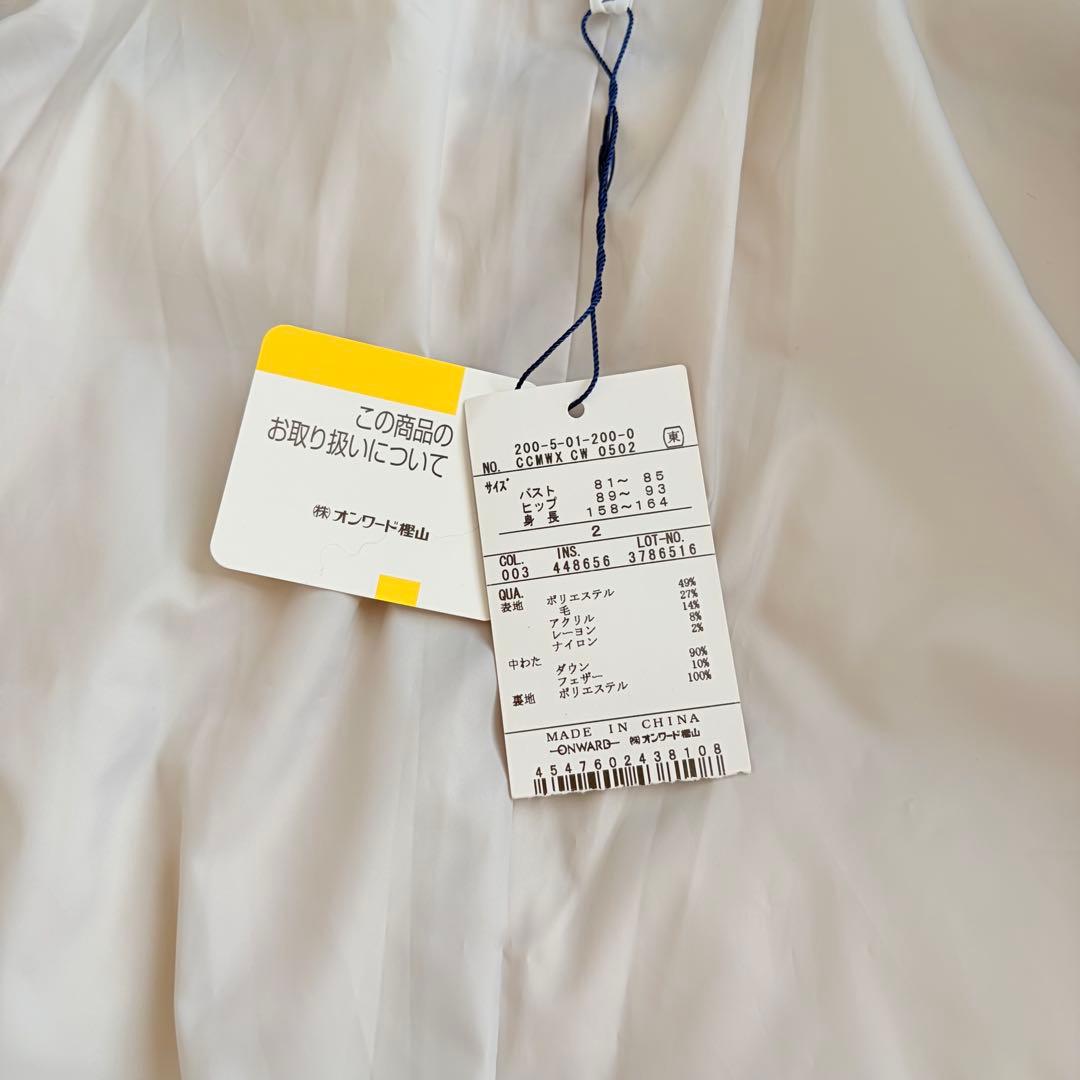 この商品の
お取り扱いについて
㈱オンワード樫山
200-5-01-200-0 東
NO. CCMWX CW 0502
サイズ
バスト 81～ 85
ヒップ 89～ 93
身 長 158～164
2
COL. INS. LOT-NO.
003 448656 3786516
QUA.
表地 ポリエステル 49%
毛 27%
アクリル 14%
レーヨン 8%
ナイロン 2%
中わた ダウン 90%
フェザー 10%
裏地 ポリエステル 100%
MADE IN CHINA
ONWARD ㈱オンワード樫山
4547602438108